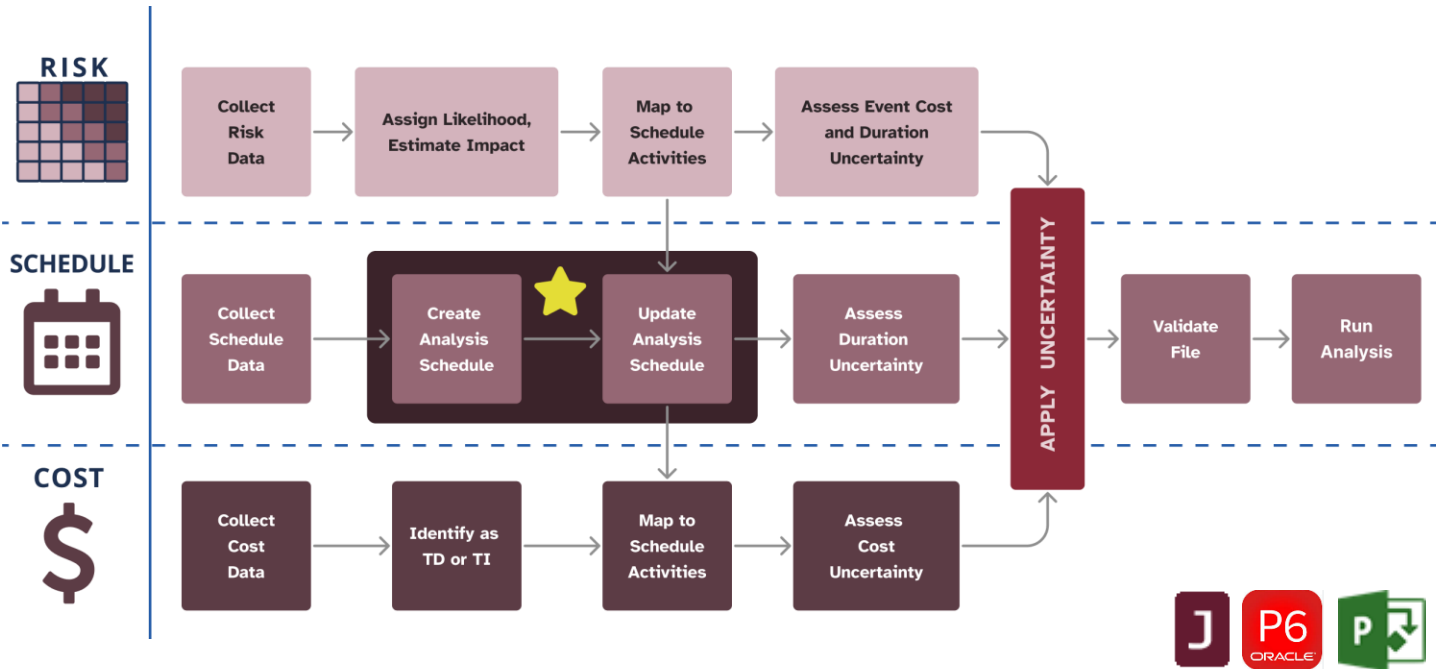 RISK
Collect
Risk
Data
Assign Likelihood,
Estimate Impact
Map to
Schedule
Activities
Assess Event Cost
and Duration
Uncertainty
SCHEDULE
Collect
Schedule
Data
Create
Analysis
Schedule
Update
Analysis
Schedule
Assess
Duration
Uncertainty
APPLY UNCERTAINTY
Validate
File
Run
Analysis
COST
$
Collect
Cost
Data
Identify as
TD or TI
Map to
Schedule
Activities
Assess
Cost
Uncertainty
J
P6
ORACLE
P